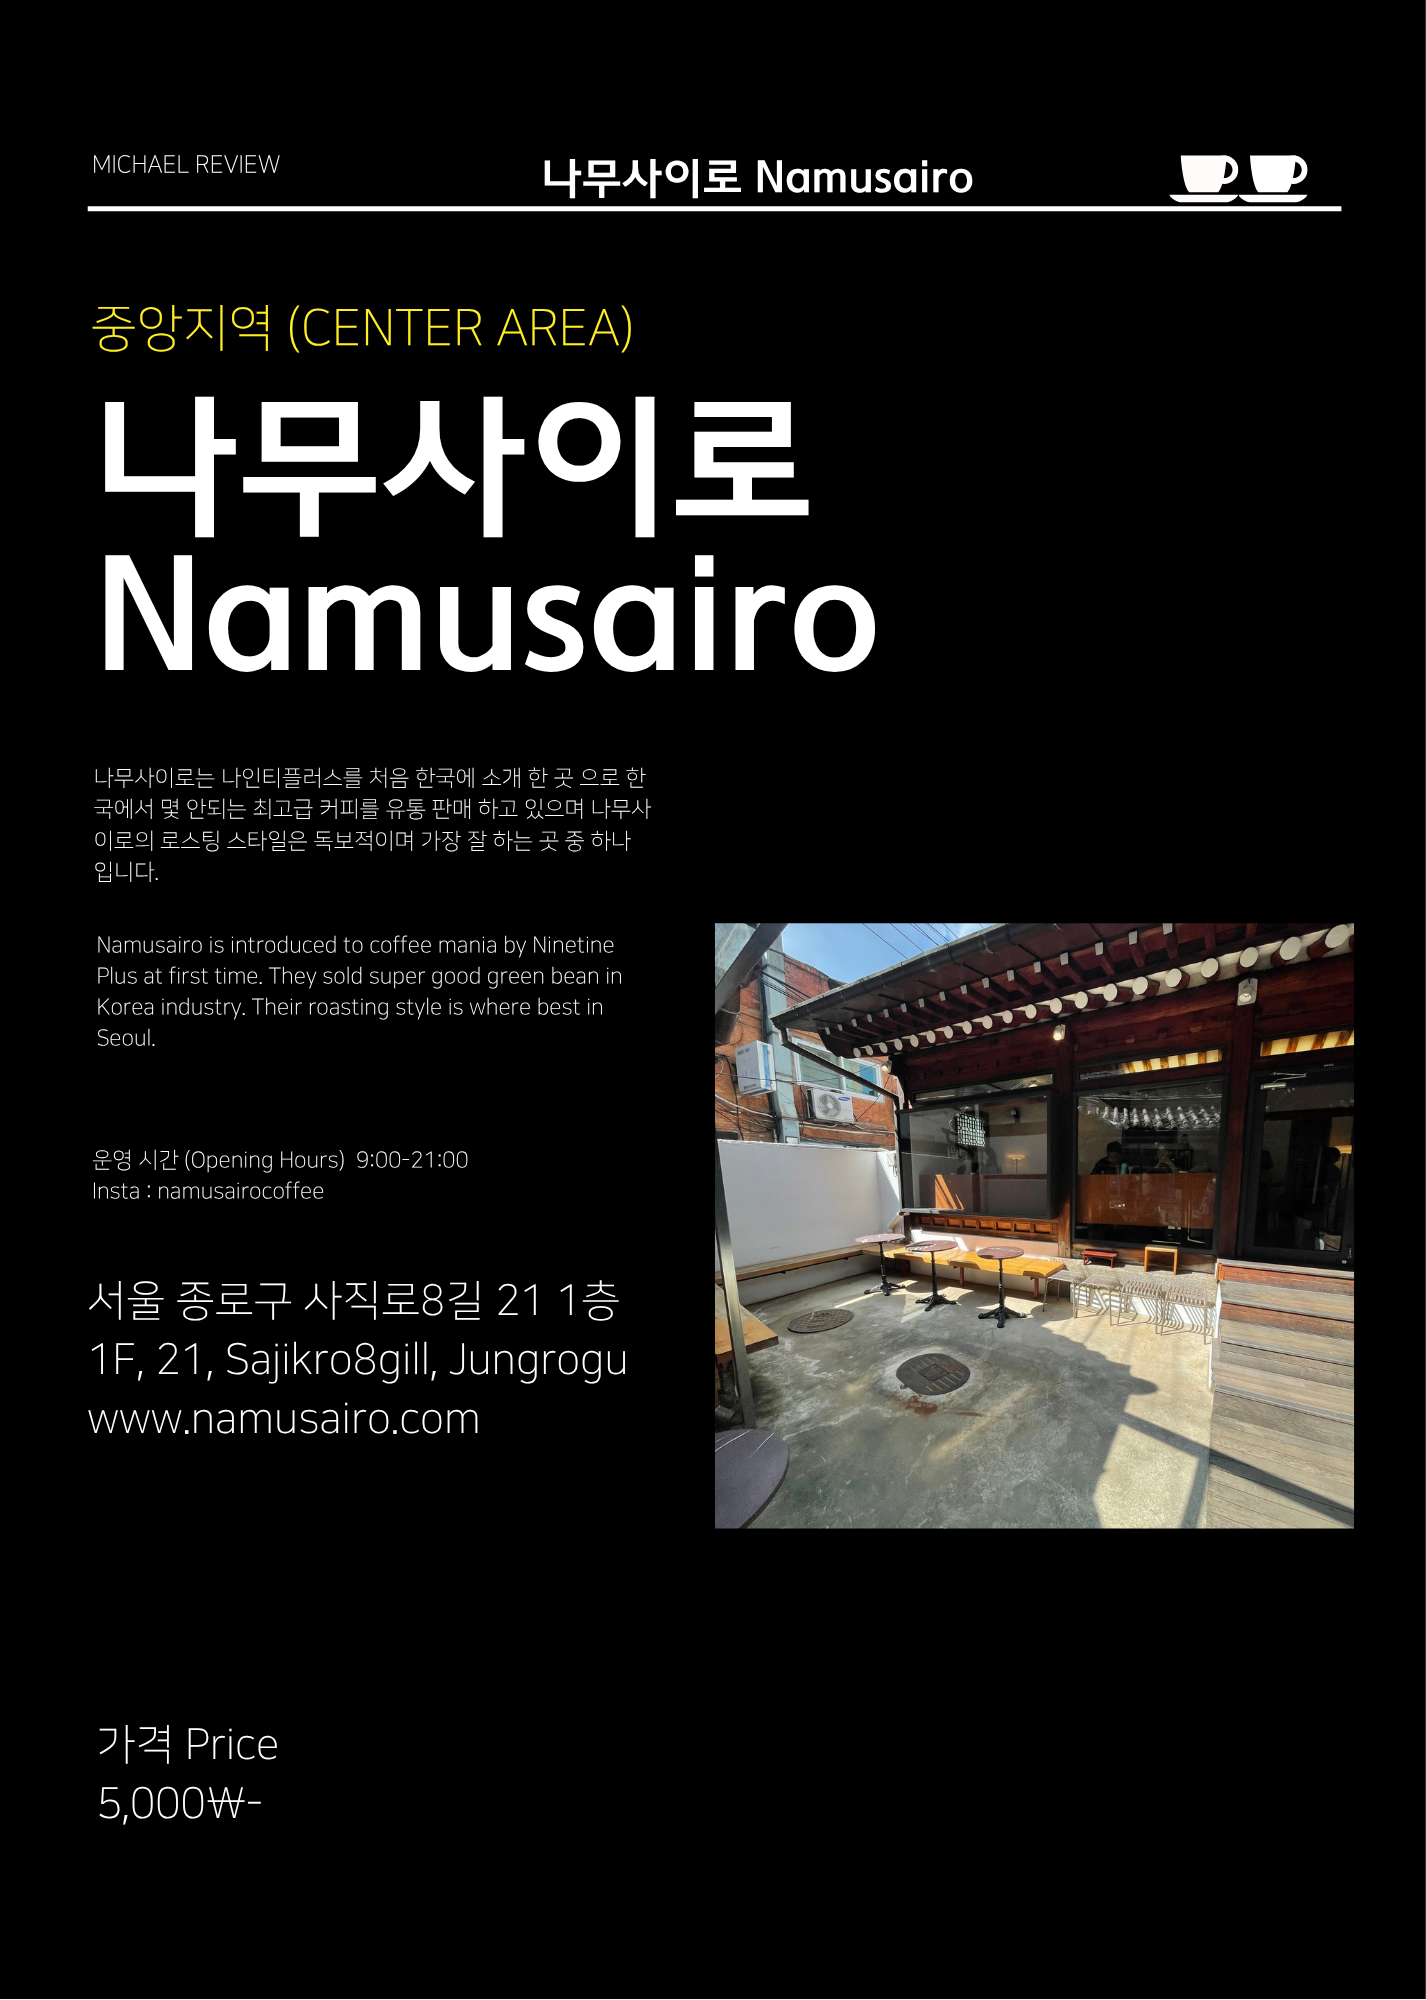 MICHAEL REVIEW
나무사이로 Namusairo
중앙지역 (CENTER AREA)
나무사이로
Namusairo
나무사이로는 나인티플러스를 처음 한국에 소개 한 곳 으로 한
국에서 몇 안되는 최고급 커피를 유통 판매 하고 있으며 나무사
이로의 로스팅 스타일은 독보적이며 가장 잘 하는 곳 중 하나
입니다.
Namusairo is introduced to coffee mania by Ninetine
Plus at first time. They sold super good green bean in
Korea industry. Their roasting style is where best in
Seoul.
운영 시간 (Opening Hours) 9:00-21:00
Insta : namusairocoffee
서울 종로구 사직로8길 21 1층
1F, 21, Sajikro8gill, Jungrogu
www.namusairo.com
가격 Price
5,000₩-